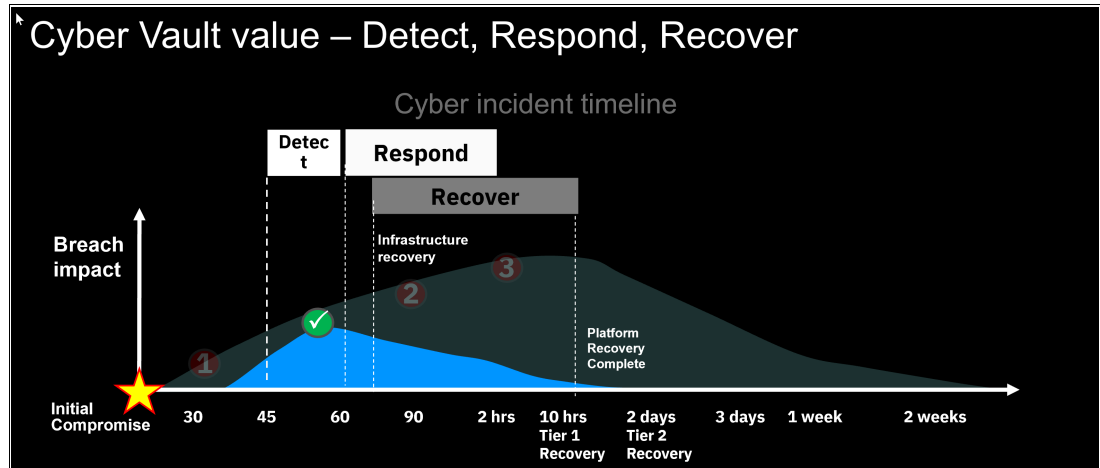 Cyber Vault value – Detect, Respond, Recover
Cyber incident timeline
Detec
t
Respond
Recover
Breach
impact
Infrastructure
recovery
1
2
3
Platform
Recovery
Complete
Initial
Compromise
30
45
60
90
2 hrs
10 hrs
Tier 1
Recovery
2 days
Tier 2
Recovery
3 days
1 week
2 weeks